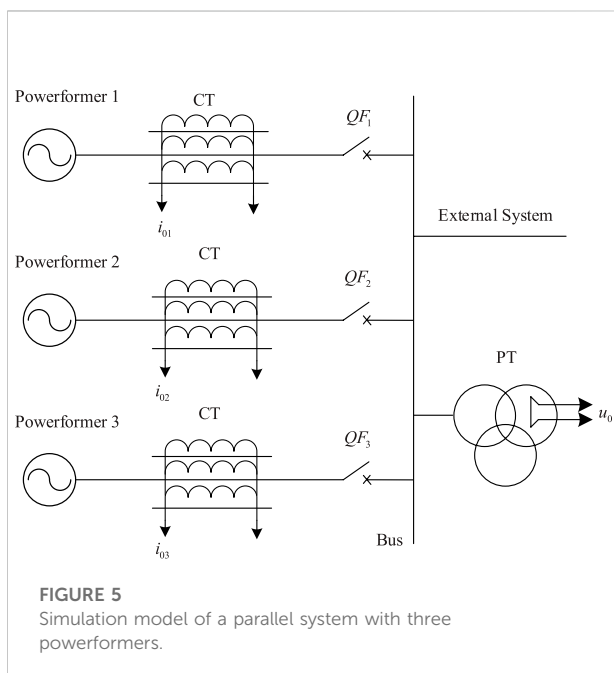 Powerformer 1
CT
QF₁
i₀₁
External System
Powerformer 2
CT
QF₂
i₀₂
PT
u₀
Powerformer 3
CT
QF₃
i₀₃
Bus
FIGURE 5
Simulation model of a parallel system with three
powerformers.